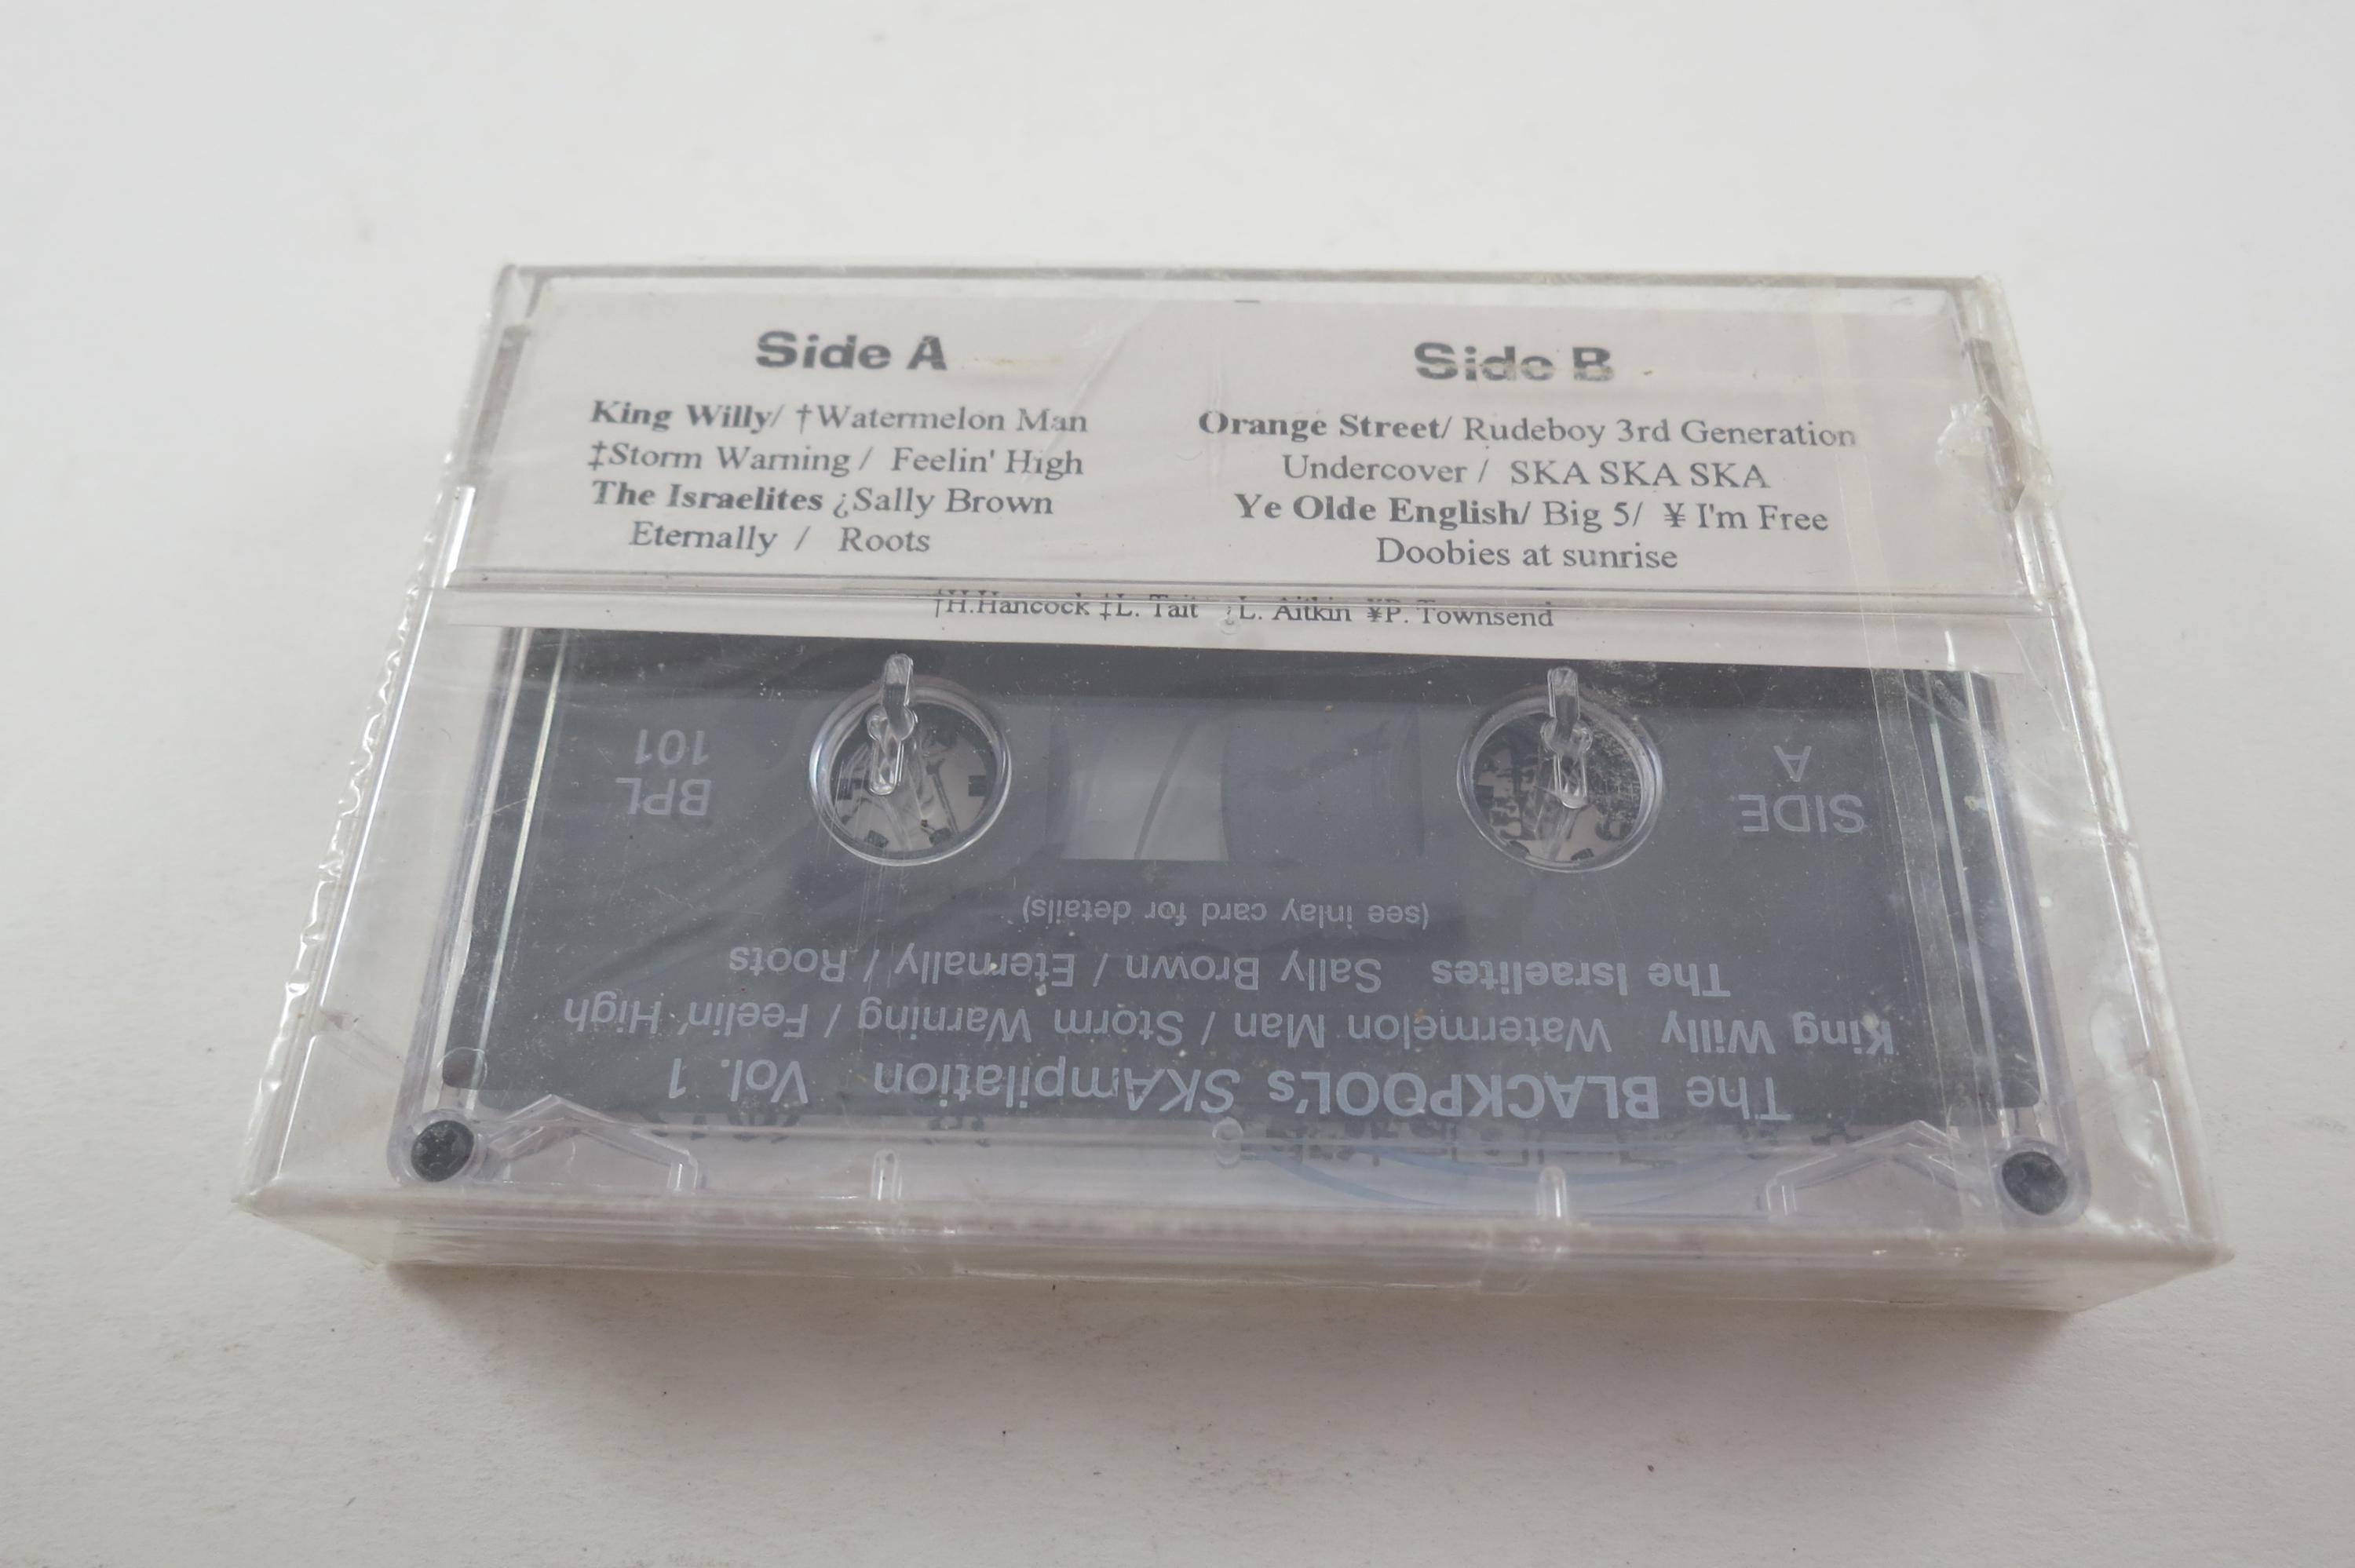 Side A
King Willy/ †Watermelon Man
‡Storm Warning / Feelin' High
The Israelites ¿Sally Brown
Eternally / Roots
Side B
Orange Street/ Rudeboy 3rd Generation
Undercover / SKA SKA SKA
Ye Olde English/ Big 5/ ¥ I'm Free
Doobies at sunrise
†H.Hancock ‡L. Tait ¿L. Aitkin ¥P. Townsend
The BLACKPOOL's SKAmpilation Vol. 1
King Willy Watermelon Man / Storm Warning / Feelin' High
The Israelites Sally Brown / Eternally / Roots
(see inlay card for details)
SIDE
A
BPL
101